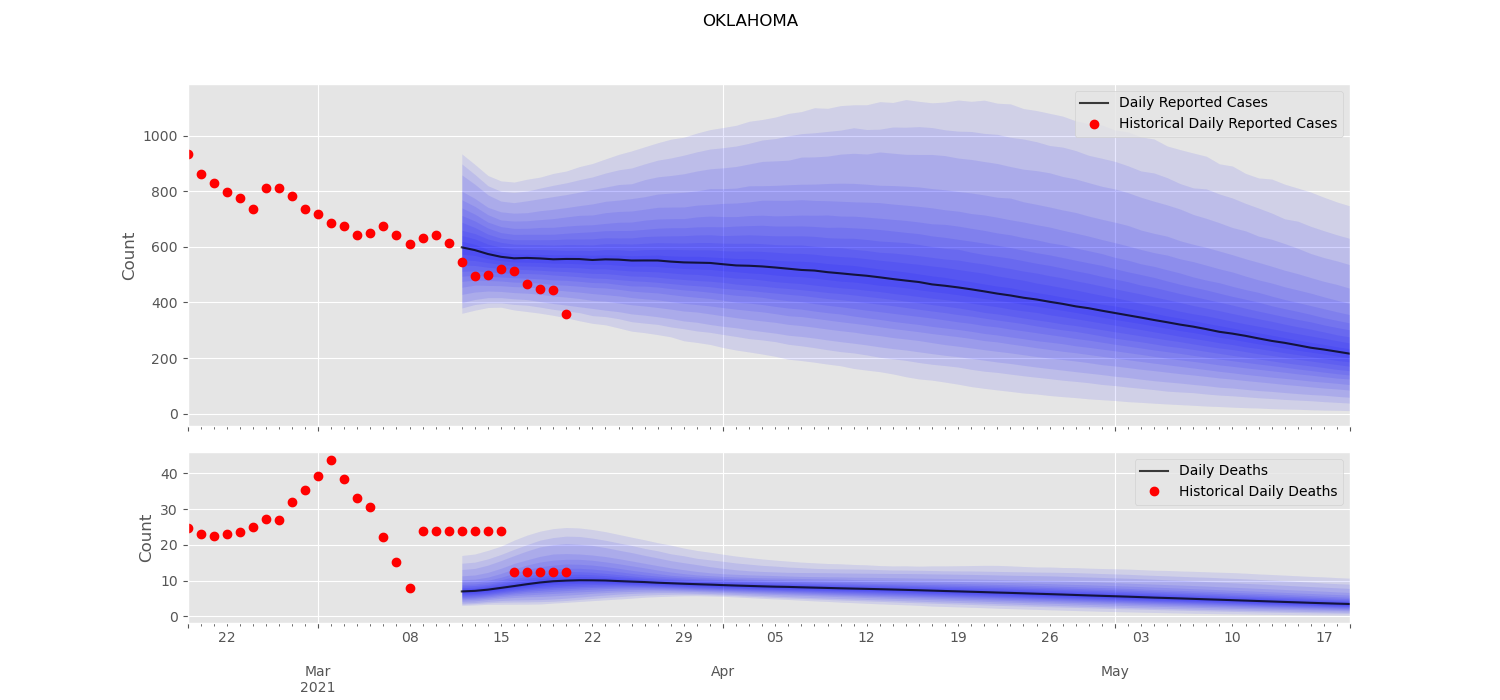 OKLAHOMA
Count
1000
800
600
400
200
0
Daily Reported Cases
Historical Daily Reported Cases
Count
40
30
20
10
0
Daily Deaths
Historical Daily Deaths
22 08 15 22 29 05 12 19 26 03 10 17
Mar Apr May
2021